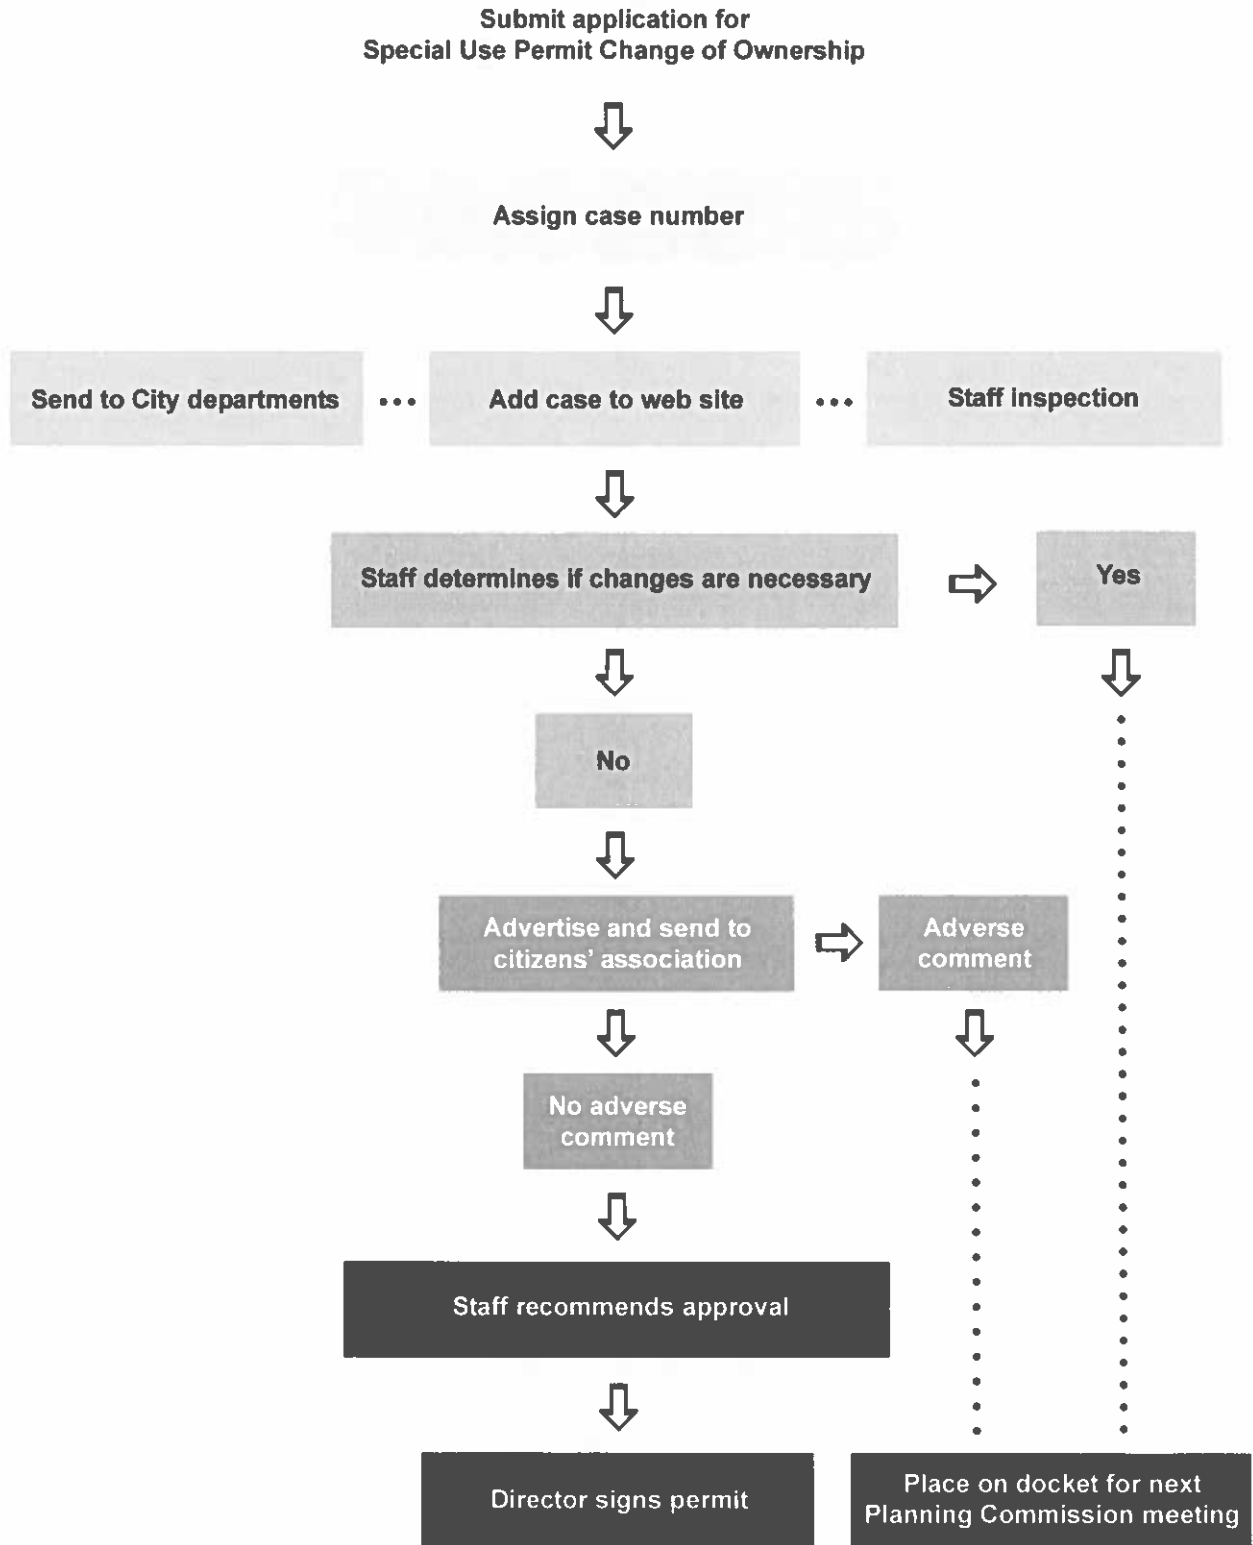 Submit application for
Special Use Permit Change of Ownership
Assign case number
Send to City departments
Add case to web site
Staff inspection
Staff determines if changes are necessary
Yes
No
Advertise and send to
citizens' association
Adverse
comment
No adverse
comment
Staff recommends approval
Director signs permit
Place on docket for next
Planning Commission meeting